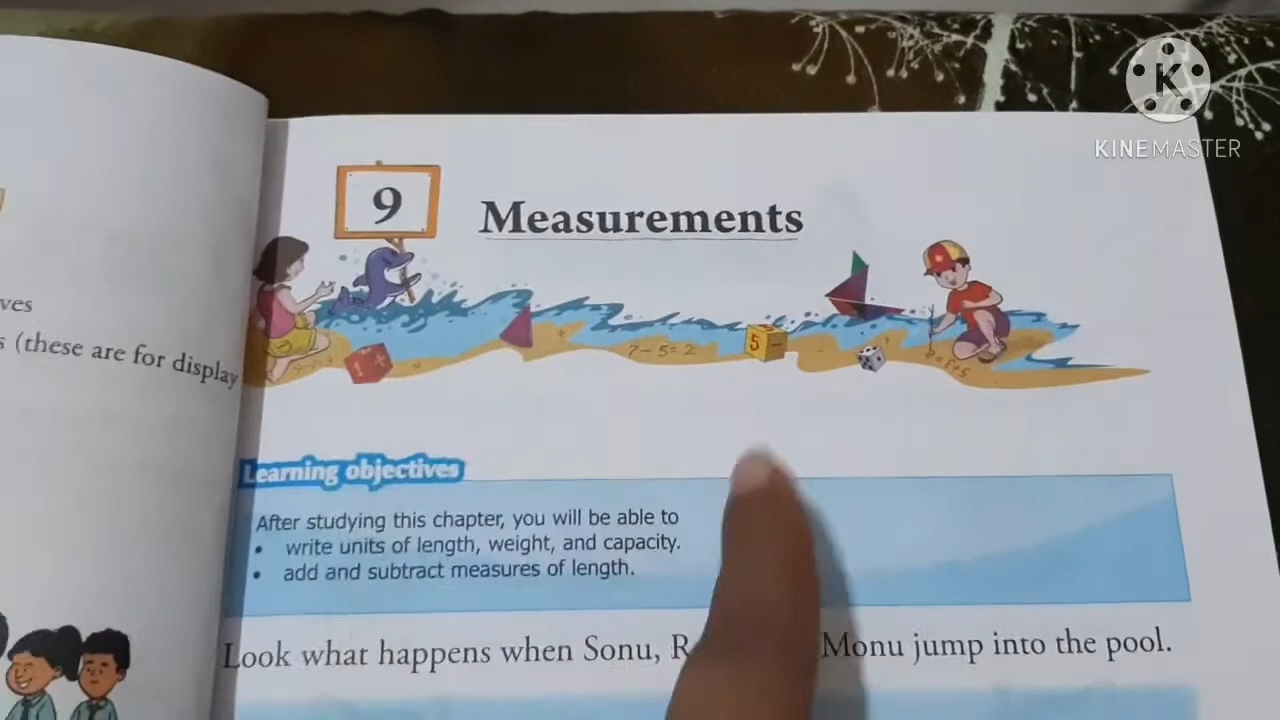 KINEMASTER
9
Measurements
ves
s (these are for display
1 +
7 - 5 = 2
5 -
Learning objectives
After studying this chapter, you will be able to
• write units of length, weight, and capacity.
• add and subtract measures of length.
Look what happens when Sonu, R Monu jump into the pool.